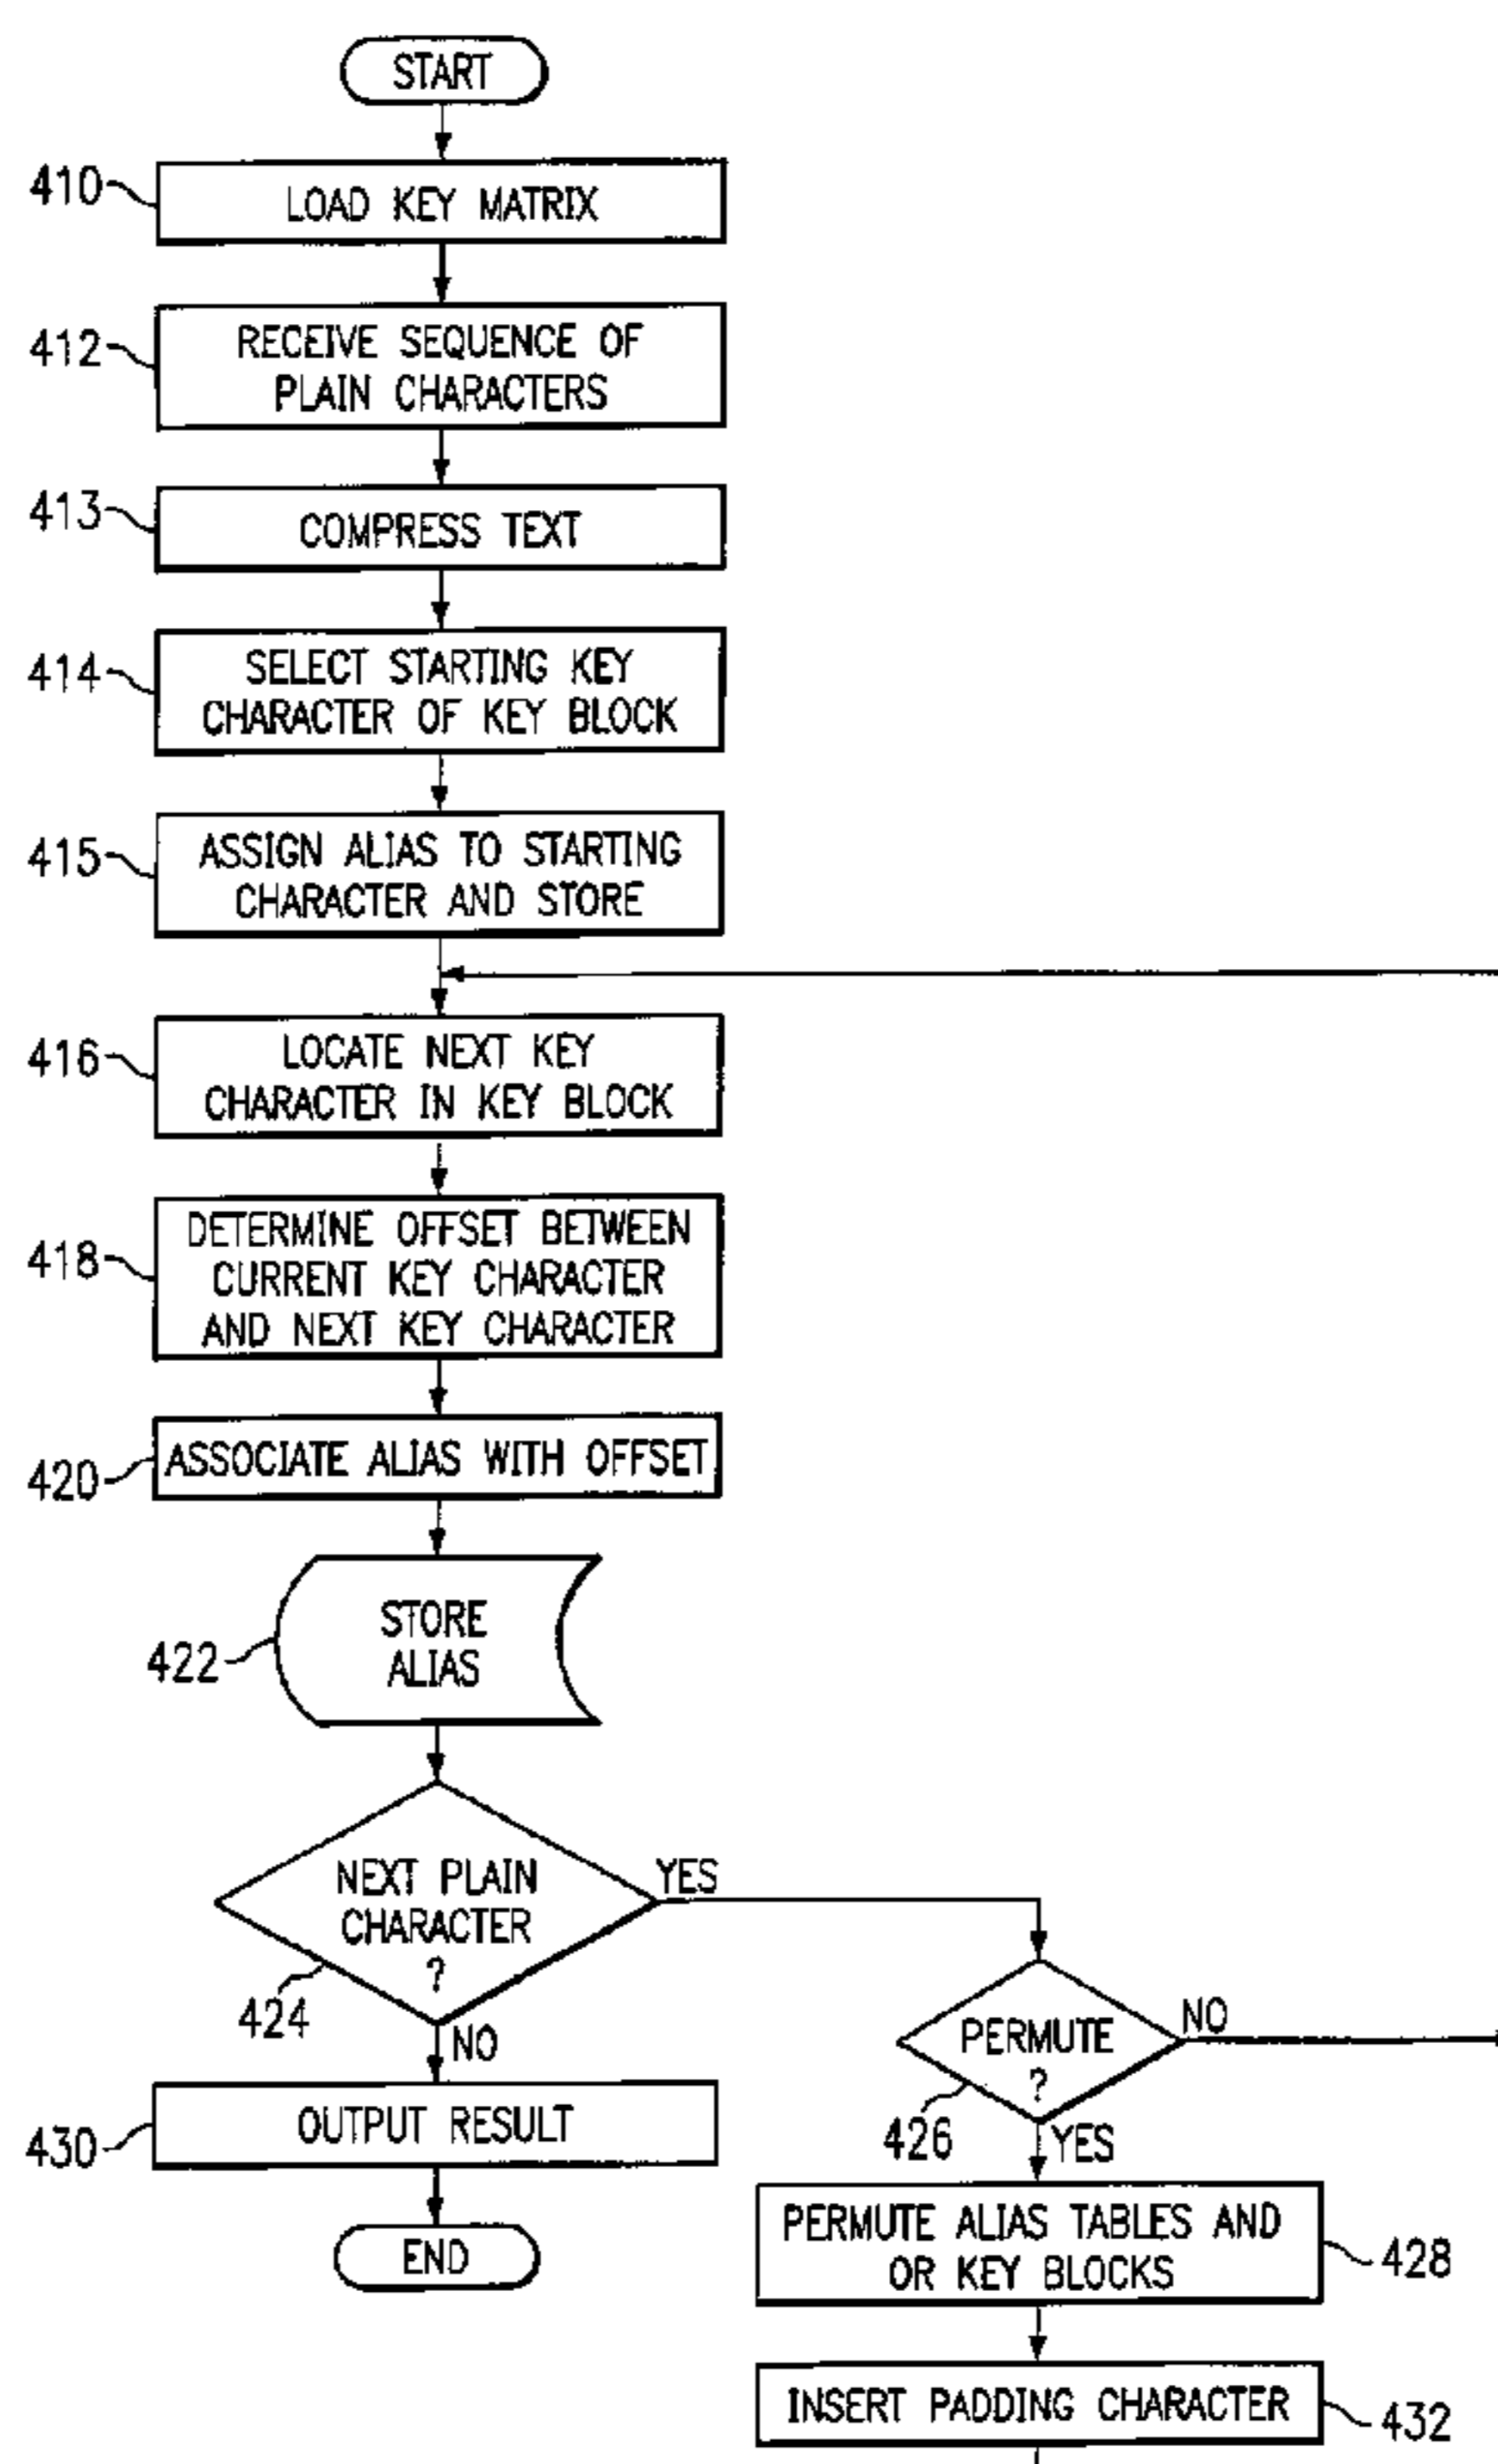 START
410
LOAD KEY MATRIX
412
RECEIVE SEQUENCE OF
PLAIN CHARACTERS
413
COMPRESS TEXT
414
SELECT STARTING KEY
CHARACTER OF KEY BLOCK
415
ASSIGN ALIAS TO STARTING
CHARACTER AND STORE
416
LOCATE NEXT KEY
CHARACTER IN KEY BLOCK
418
DETERMINE OFFSET BETWEEN
CURRENT KEY CHARACTER
AND NEXT KEY CHARACTER
420
ASSOCIATE ALIAS WITH OFFSET
422
STORE
ALIAS
NEXT PLAIN
CHARACTER
?
424
YES
NO
PERMUTE
?
426
NO
YES
430
OUTPUT RESULT
END
PERMUTE ALIAS TABLES AND
OR KEY BLOCKS
428
INSERT PADDING CHARACTER
432